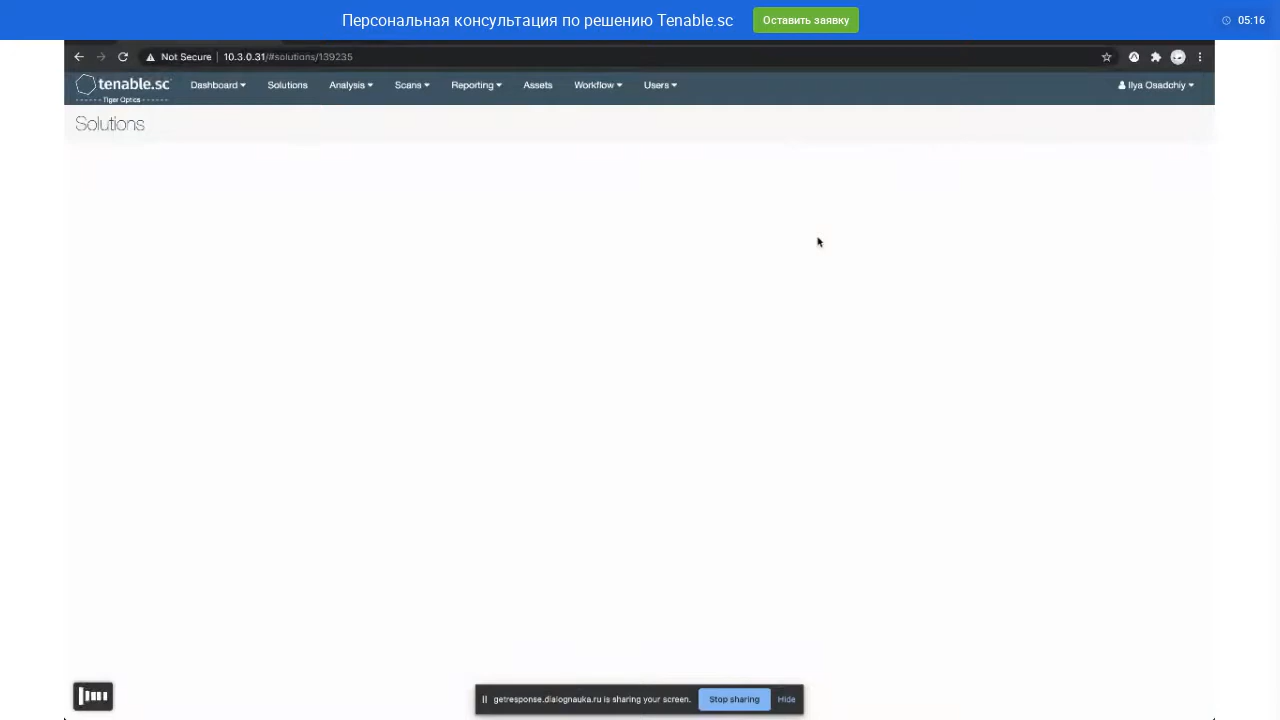 Персональная консультация по решению Tenable.sc
Оставить заявку
05:16
Not Secure | 10.3.0.31/#solutions/139235
tenable.sc
Tiger Optics
Dashboard Solutions Analysis Scans Reporting Assets Workflow Users Ilya Osadchiy
Solutions
getresponse.dialognauka.ru is sharing your screen. Stop sharing Hide